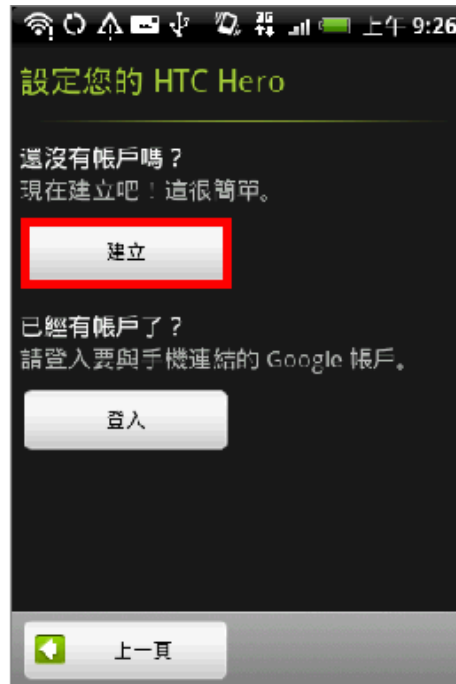 上午 9:26
設定您的 HTC Hero
還沒有帳戶嗎？
現在建立吧！這很簡單。
建立
已經有帳戶了？
請登入要與手機連結的 Google 帳戶。
登入
上一頁